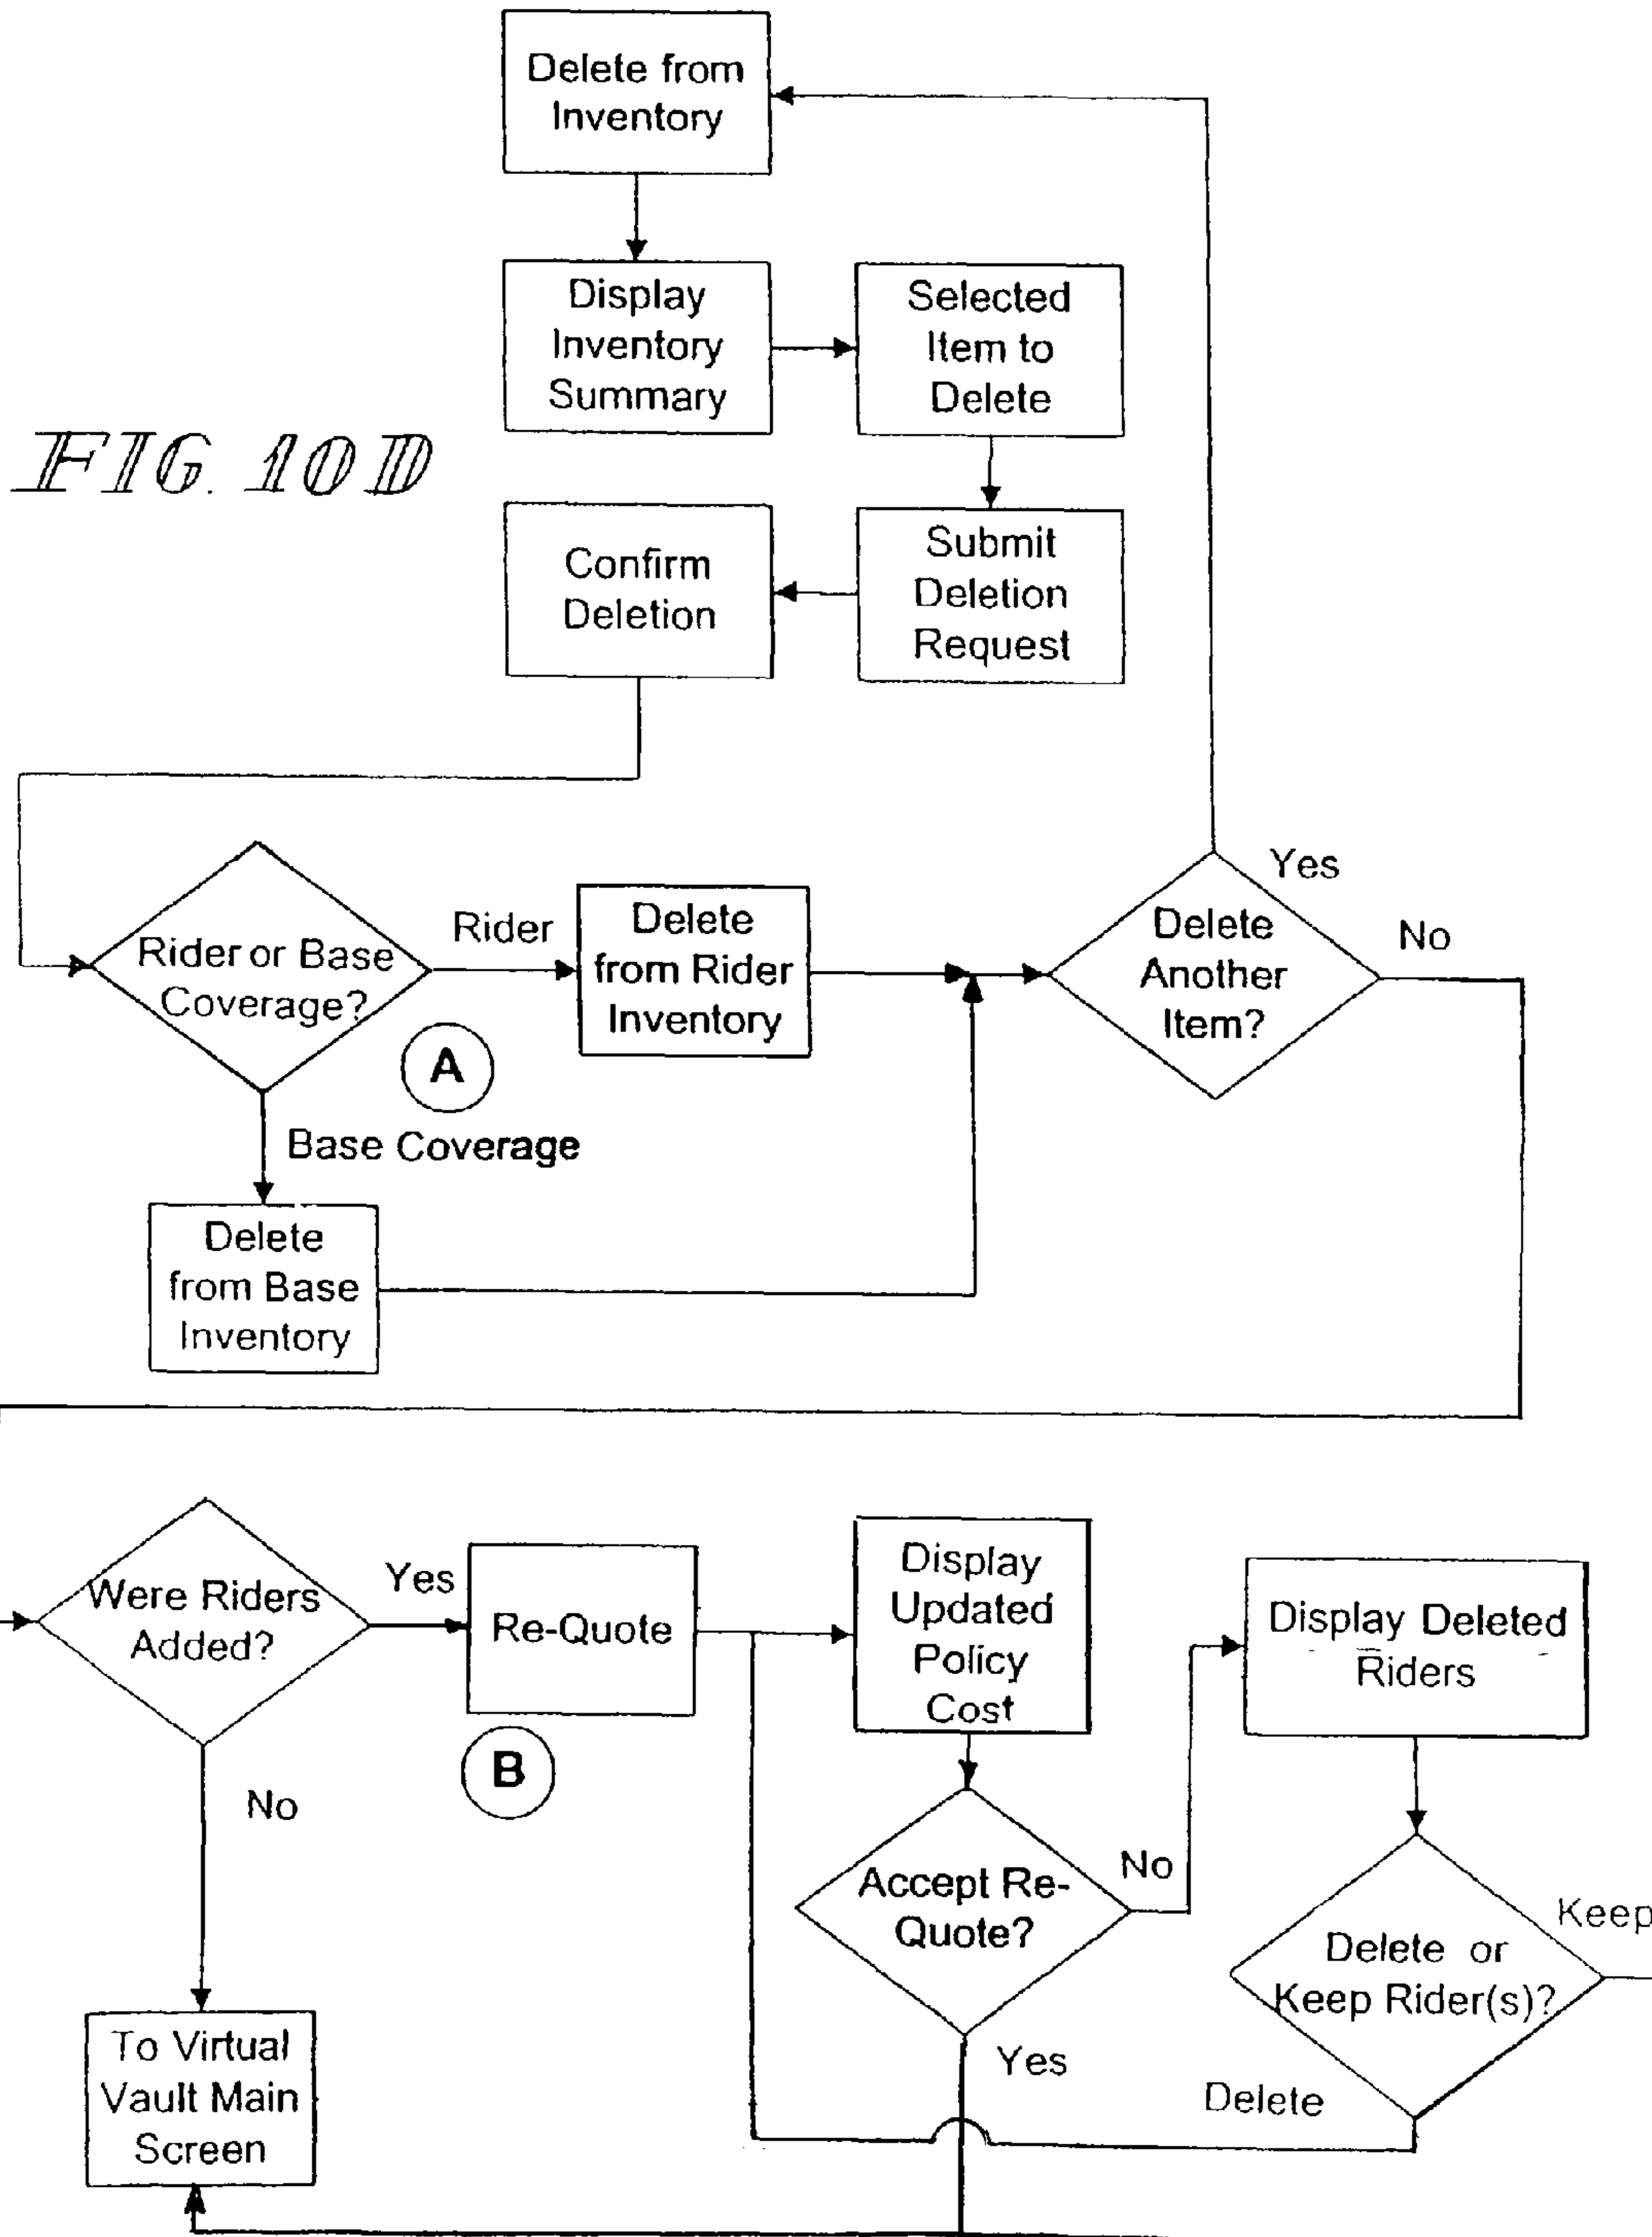 Delete from
Inventory
Display
Inventory
Summary
Selected
Item to
Delete
FIG. 10D
Confirm
Deletion
Submit
Deletion
Request
Rider or Base
Coverage?
Rider
Delete
from Rider
Inventory
Yes
Delete
Another
Item?
No
A
Base Coverage
Delete
from Base
Inventory
Were Riders
Added?
Yes
Re-Quote
Display
Updated
Policy
Cost
Display Deleted
Riders
B
No
Accept Re-
Quote?
No
Keep
Delete or
Keep Rider(s)?
To Virtual
Vault Main
Screen
Yes
Delete